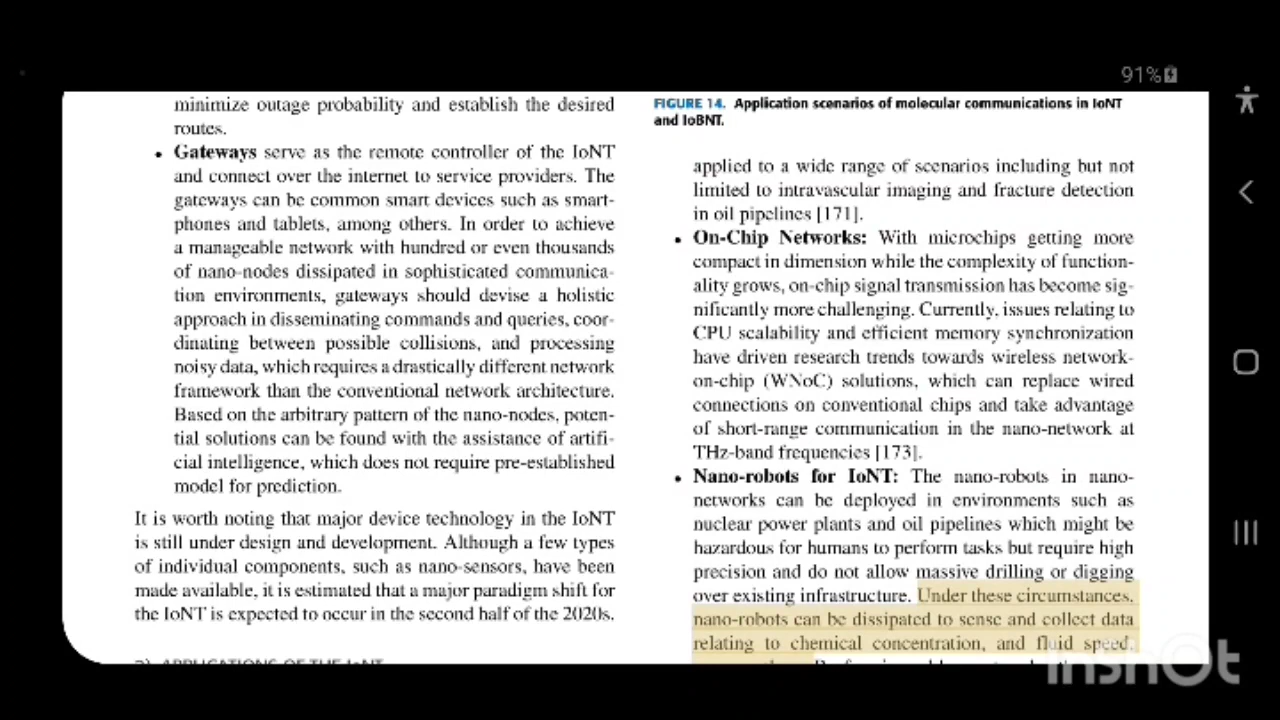 91%
minimize outage probability and establish the desired
routes.
• Gateways serve as the remote controller of the IoNT
and connect over the internet to service providers. The
gateways can be common smart devices such as smart-
phones and tablets, among others. In order to achieve
a manageable network with hundred or even thousands
of nano-nodes dissipated in sophisticated communica-
tion environments, gateways should devise a holistic
approach in disseminating commands and queries, coor-
dinating between possible collisions, and processing
noisy data, which requires a drastically different network
framework than the conventional network architecture.
Based on the arbitrary pattern of the nano-nodes, poten-
tial solutions can be found with the assistance of artifi-
cial intelligence, which does not require pre-established
model for prediction.
It is worth noting that major device technology in the IoNT
is still under design and development. Although a few types
of individual components, such as nano-sensors, have been
made available, it is estimated that a major paradigm shift for
the IoNT is expected to occur in the second half of the 2020s.
2) APPLICATIONS OF THE IoNT
FIGURE 14. Application scenarios of molecular communications in IoNT
and IoBNT.
applied to a wide range of scenarios including but not
limited to intravascular imaging and fracture detection
in oil pipelines [171].
• On-Chip Networks: With microchips getting more
compact in dimension while the complexity of function-
ality grows, on-chip signal transmission has become sig-
nificantly more challenging. Currently, issues relating to
CPU scalability and efficient memory synchronization
have driven research trends towards wireless network-
on-chip (WNoC) solutions, which can replace wired
connections on conventional chips and take advantage
of short-range communication in the nano-network at
THz-band frequencies [173].
• Nano-robots for IoNT: The nano-robots in nano-
networks can be deployed in environments such as
nuclear power plants and oil pipelines which might be
hazardous for humans to perform tasks but require high
precision and do not allow massive drilling or digging
over existing infrastructure. Under these circumstances,
nano-robots can be dissipated to sense and collect data
relating to chemical concentration, and fluid speed,
InShOt